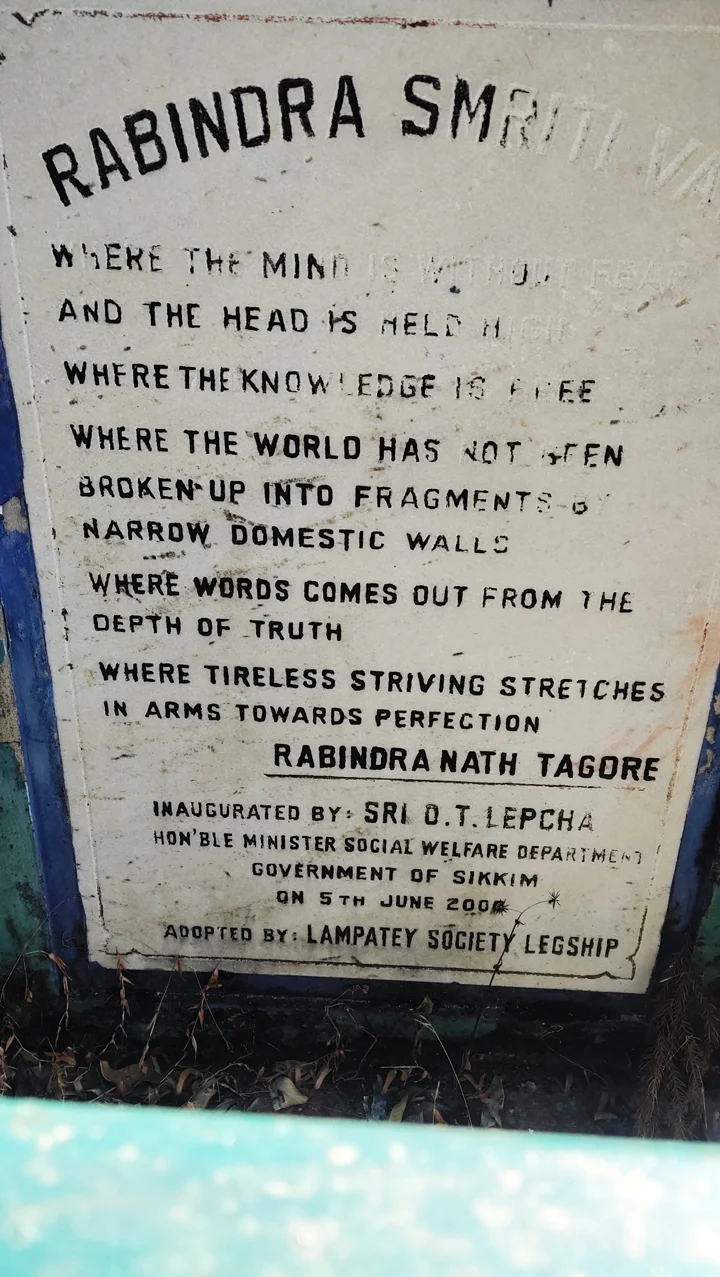 RABINDRA SMRITI
WHERE THE MIND IS WITHOUT FEAR
AND THE HEAD IS HELD HIGH
WHERE THE KNOWLEDGE IS FREE
WHERE THE WORLD HAS NOT BEEN
BROKEN UP INTO FRAGMENTS BY
NARROW DOMESTIC WALLS
WHERE WORDS COMES OUT FROM THE
DEPTH OF TRUTH
WHERE TIRELESS STRIVING STRETCHES
IN ARMS TOWARDS PERFECTION
RABINDRA NATH TAGORE
INAUGURATED BY: SRI D.T. LEPCHA
HON'BLE MINISTER SOCIAL WELFARE DEPARTMENT
GOVERNMENT OF SIKKIM
ON 5TH JUNE
ADOPTED BY: LAMPATEY SOCIETY LEGSHIP